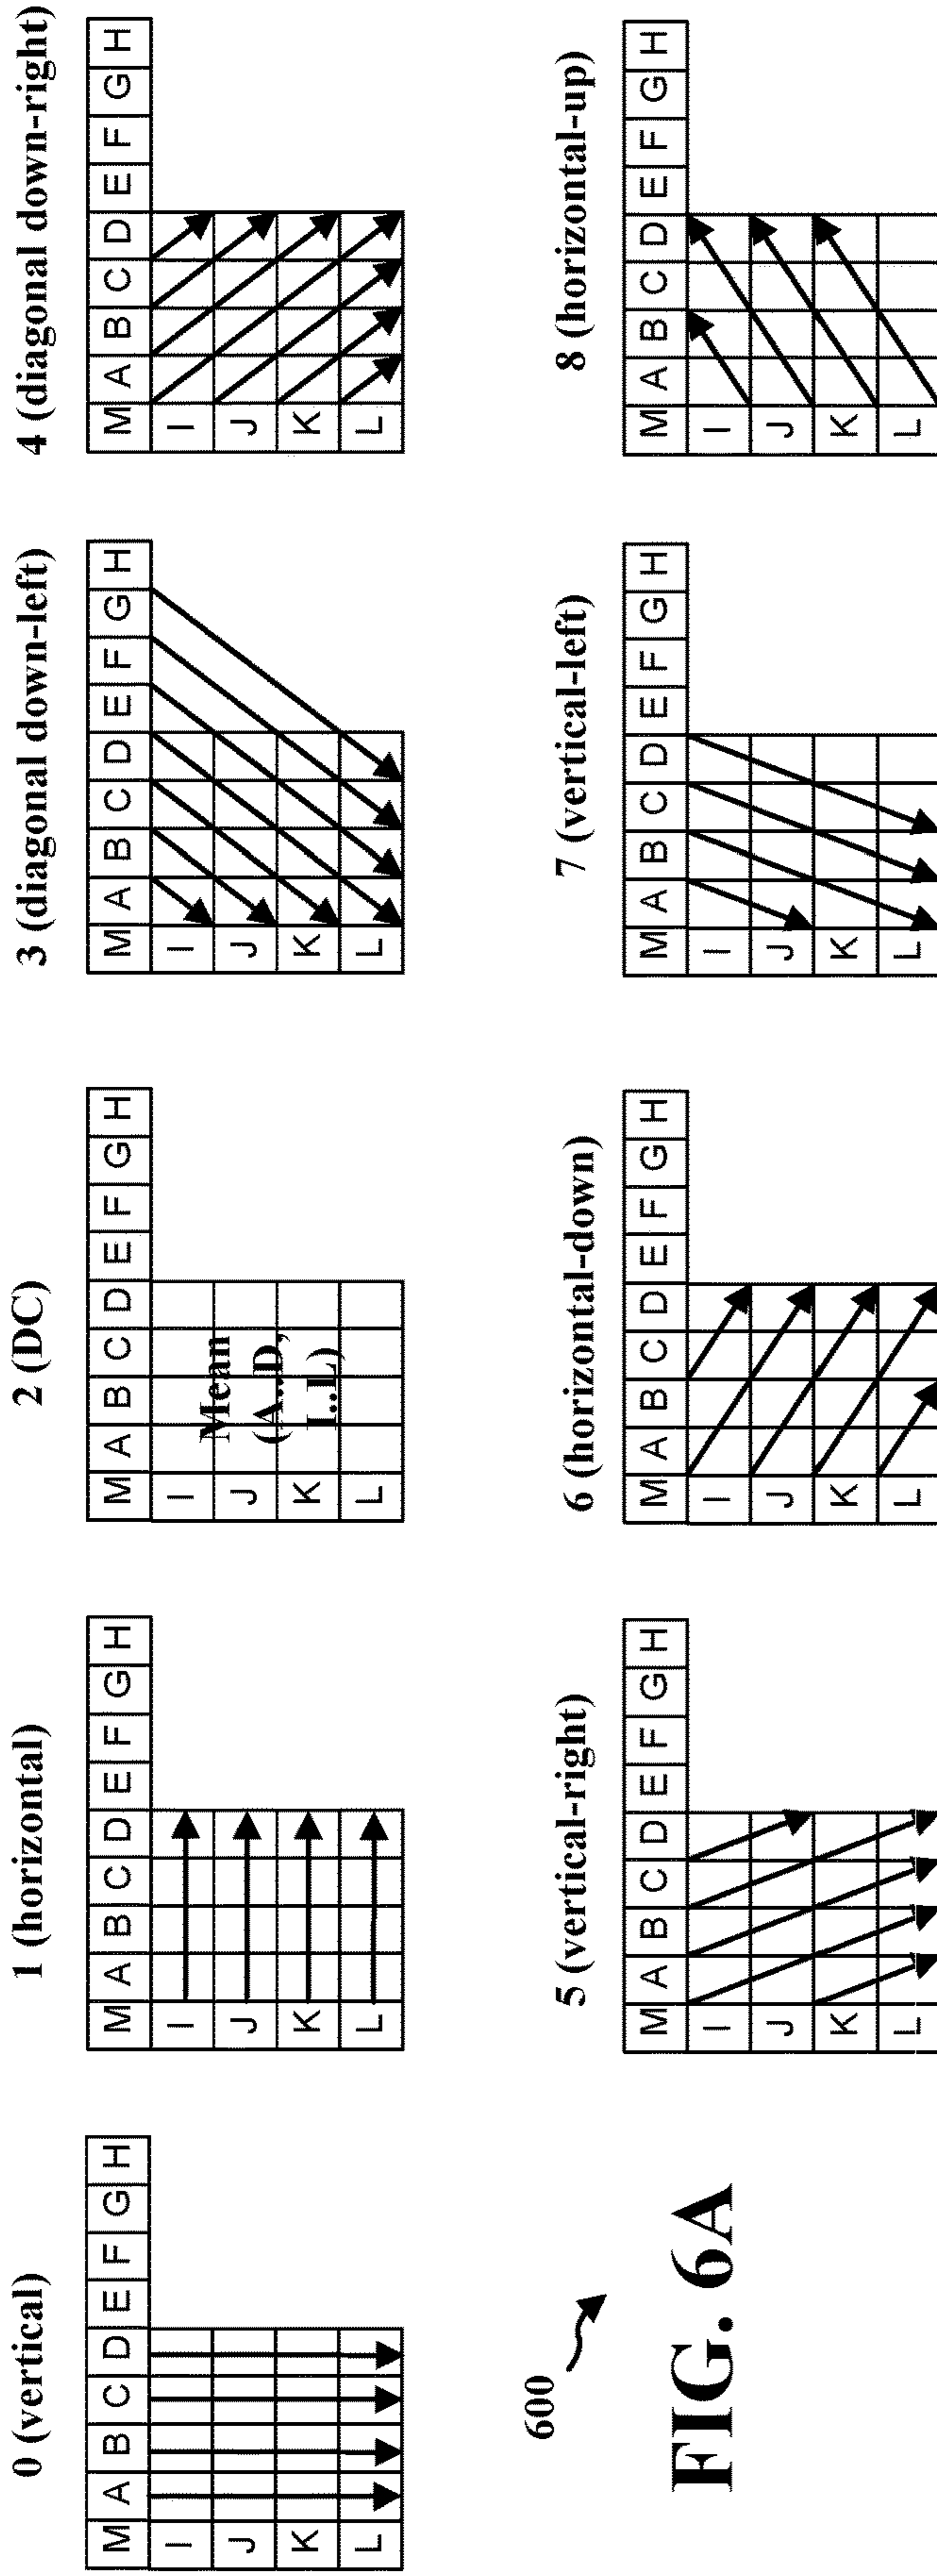 0 (vertical)
M A B C D E F G H
I
J
K
L
1 (horizontal)
M A B C D E F G H
I
J
K
L
2 (DC)
M A B C D E F G H
I
J
K
L
Mean
(A..D,
I..L)
3 (diagonal down-left)
M A B C D E F G H
I
J
K
L
4 (diagonal down-right)
M A B C D E F G H
I
J
K
L
600
5 (vertical-right)
M A B C D E F G H
I
J
K
L
6 (horizontal-down)
M A B C D E F G H
I
J
K
L
7 (vertical-left)
M A B C D E F G H
I
J
K
L
8 (horizontal-up)
M A B C D E F G H
I
J
K
L
FIG. 6A